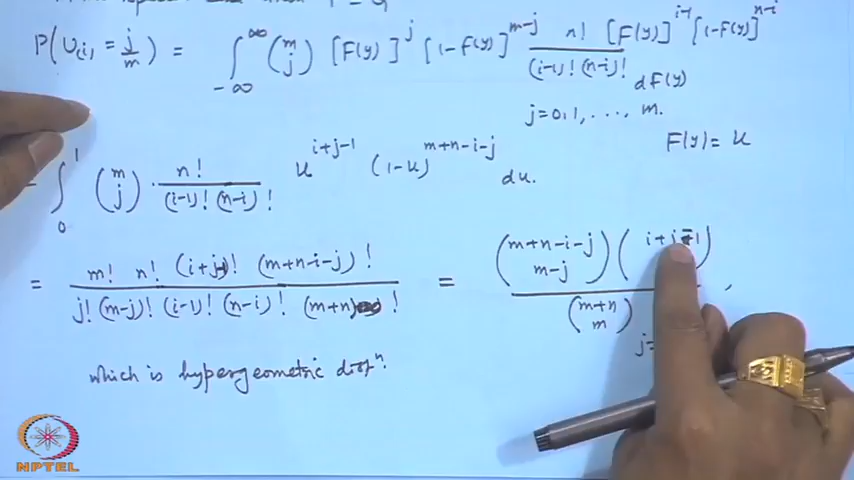 P(U(i) = j/m) = ∫_{-∞}^{∞} (m j) [F(y)]^j [1-F(y)]^{m-j} n! / (i-1)! (n-i)! [F(y)]^{i-1} [1-F(y)]^{n-i} dF(y)
j=0,1,...., m.
F(y) = u
= ∫_0^1 (m j) . n! / (i-1)! (n-i)! u^{i+j-1} (1-u)^{m+n-i-j} du.
= m! n! (i+j-1)! (m+n-i-j)! / j! (m-j)! (i-1)! (n-i)! (m+n)! = (m+n-i-j m-j) (i+j-1 ) / (m+n m) ,
j=
which is hypergeometric distn.
NPTEL